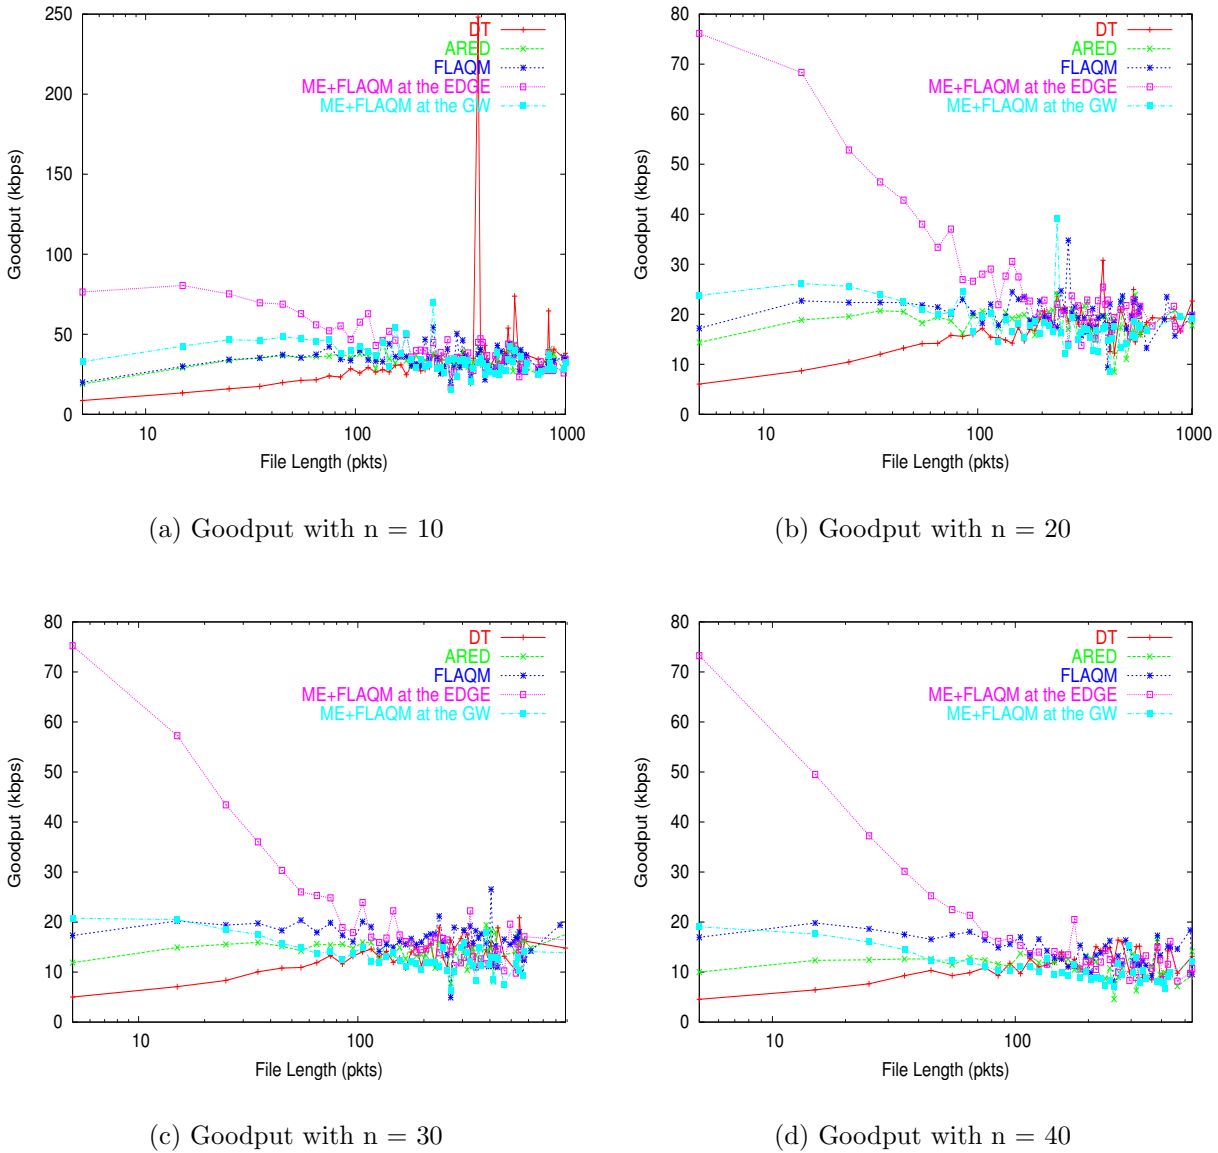 250
200
150
100
50
0
10
100
1000
Goodput (kbps)
File Length (pkts)
DT
ARED
FLAQM
ME+FLAQM at the EDGE
ME+FLAQM at the GW
(a) Goodput with n = 10
80
70
60
50
40
30
20
10
0
10
100
1000
Goodput (kbps)
File Length (pkts)
DT
ARED
FLAQM
ME+FLAQM at the EDGE
ME+FLAQM at the GW
(b) Goodput with n = 20
80
70
60
50
40
30
20
10
0
10
100
Goodput (kbps)
File Length (pkts)
DT
ARED
FLAQM
ME+FLAQM at the EDGE
ME+FLAQM at the GW
(c) Goodput with n = 30
80
70
60
50
40
30
20
10
0
10
100
Goodput (kbps)
File Length (pkts)
DT
ARED
FLAQM
ME+FLAQM at the EDGE
ME+FLAQM at the GW
(d) Goodput with n = 40